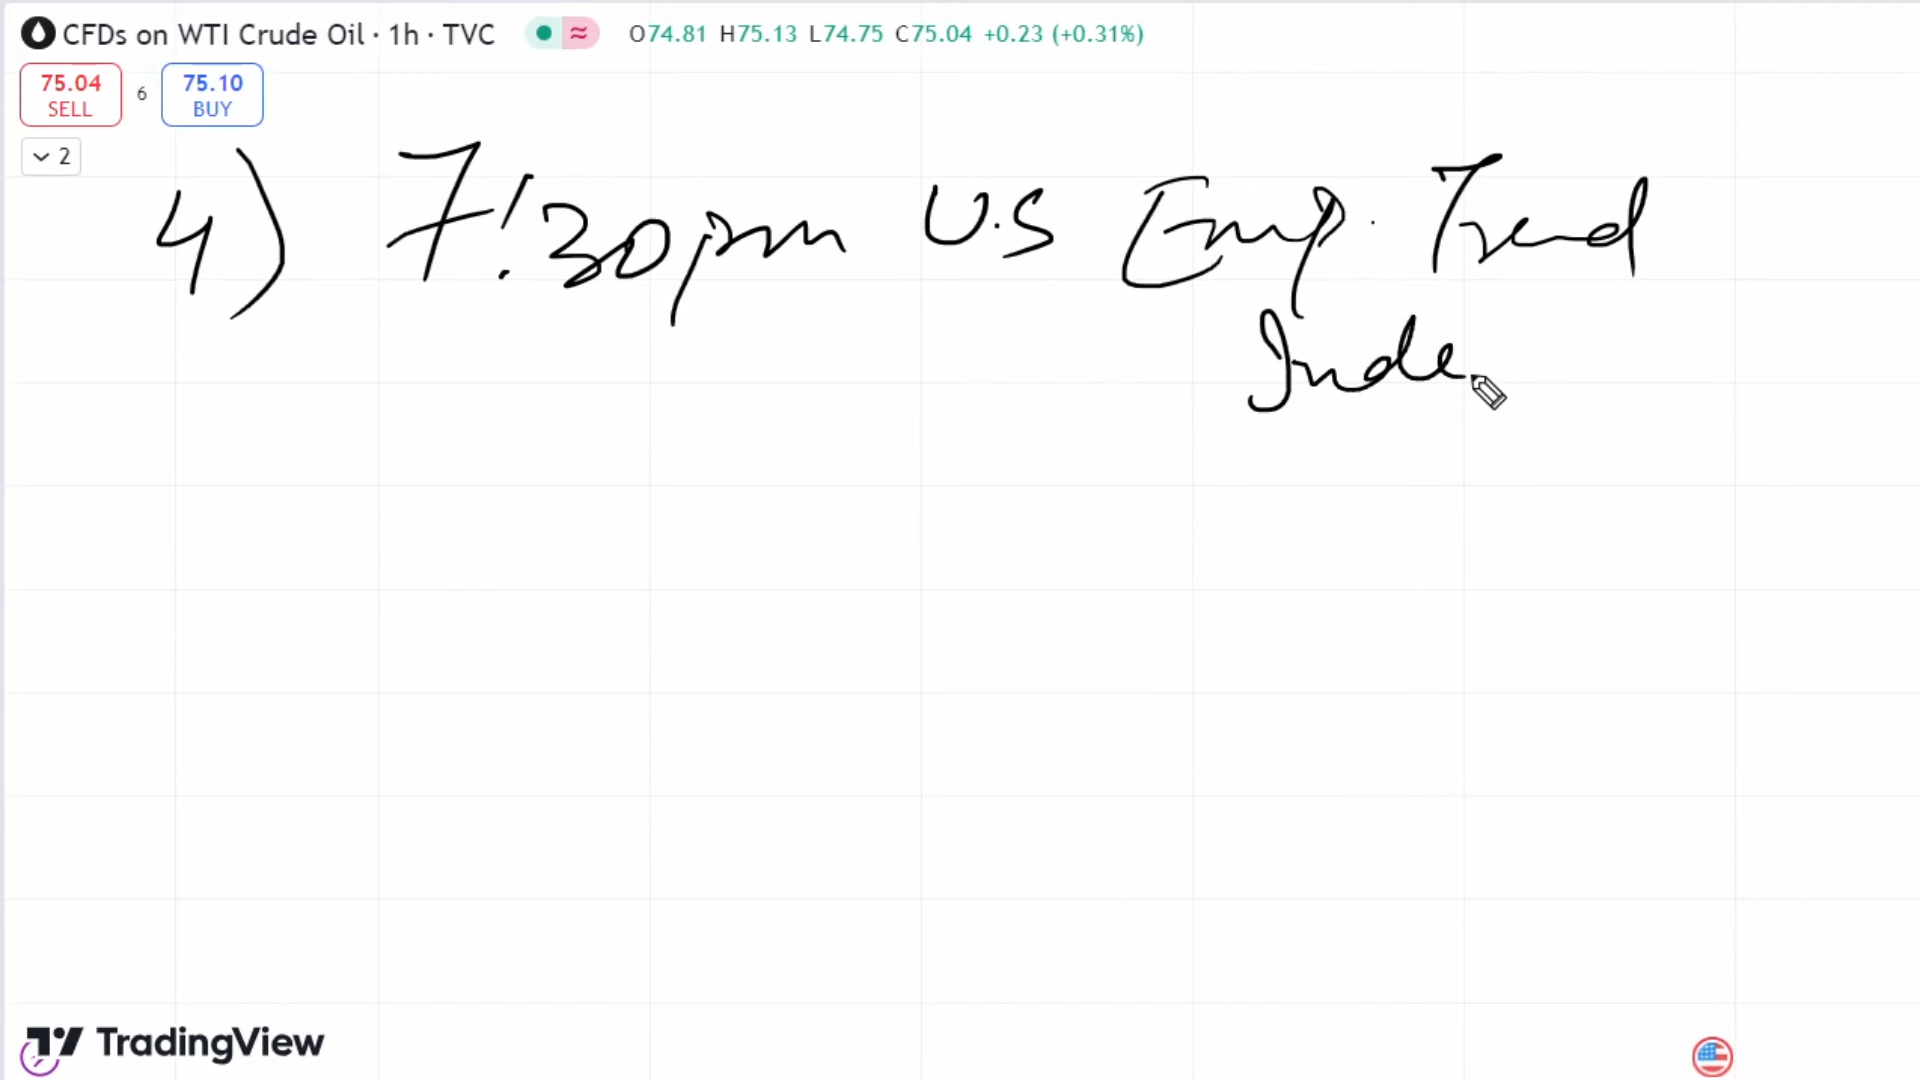 CFDs on WTI Crude Oil · 1h · TVC ≈ O74.81 H75.13 L74.75 C75.04 +0.23 (+0.31%)
75.04 SELL 6 75.10 BUY
2
4) 7:30pm U.S Emp. Trend
Inde
TradingView